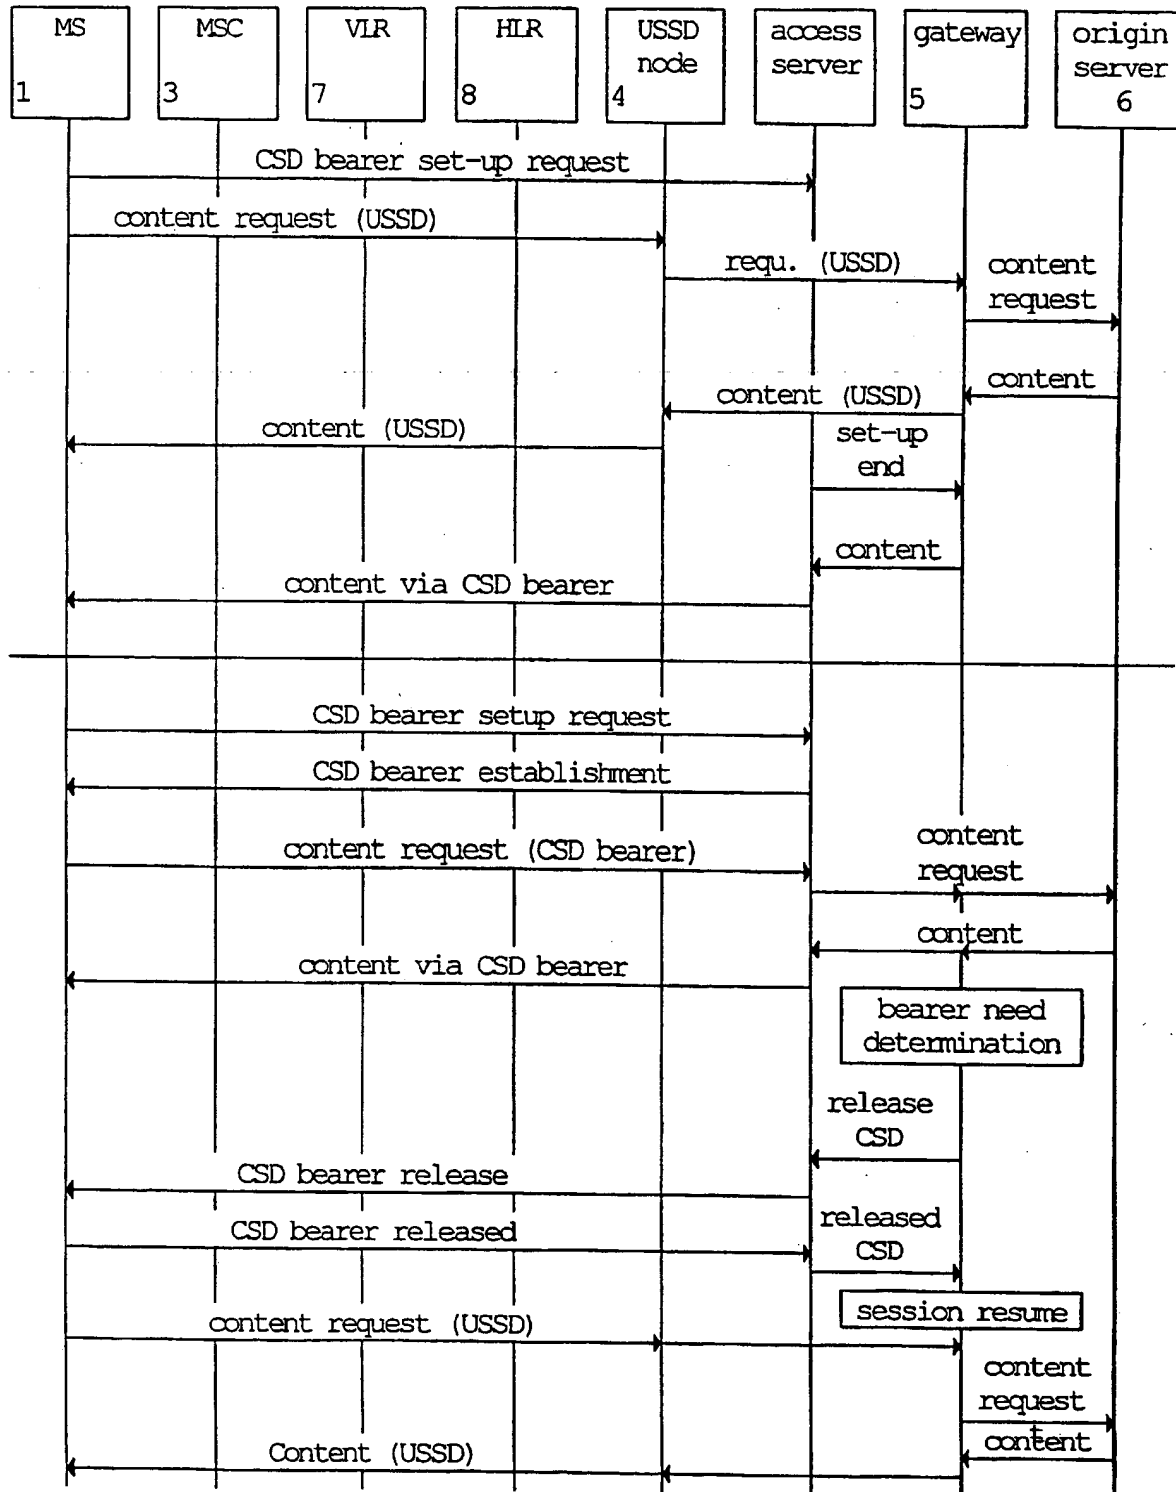 MS
1
MSC
3
VLR
7
HLR
8
USSD
node
4
access
server
gateway
5
origin
server
6
CSD bearer set-up request
content request (USSD)
requ. (USSD)
content
request
content
content (USSD)
content (USSD)
set-up
end
content
content via CSD bearer
CSD bearer setup request
CSD bearer establishment
content request (CSD bearer)
content
request
content
content via CSD bearer
bearer need
determination
release
CSD
CSD bearer release
CSD bearer released
released
CSD
session resume
content request (USSD)
content
request
content
Content (USSD)